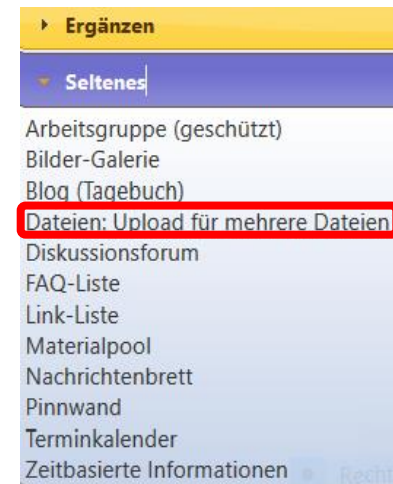 Ergänzen
Seltenes
Arbeitsgruppe (geschützt)
Bilder-Galerie
Blog (Tagebuch)
Dateien: Upload für mehrere Dateien
Diskussionsforum
FAQ-Liste
Link-Liste
Materialpool
Nachrichtenbrett
Pinnwand
Terminkalender
Zeitbasierte Informationen